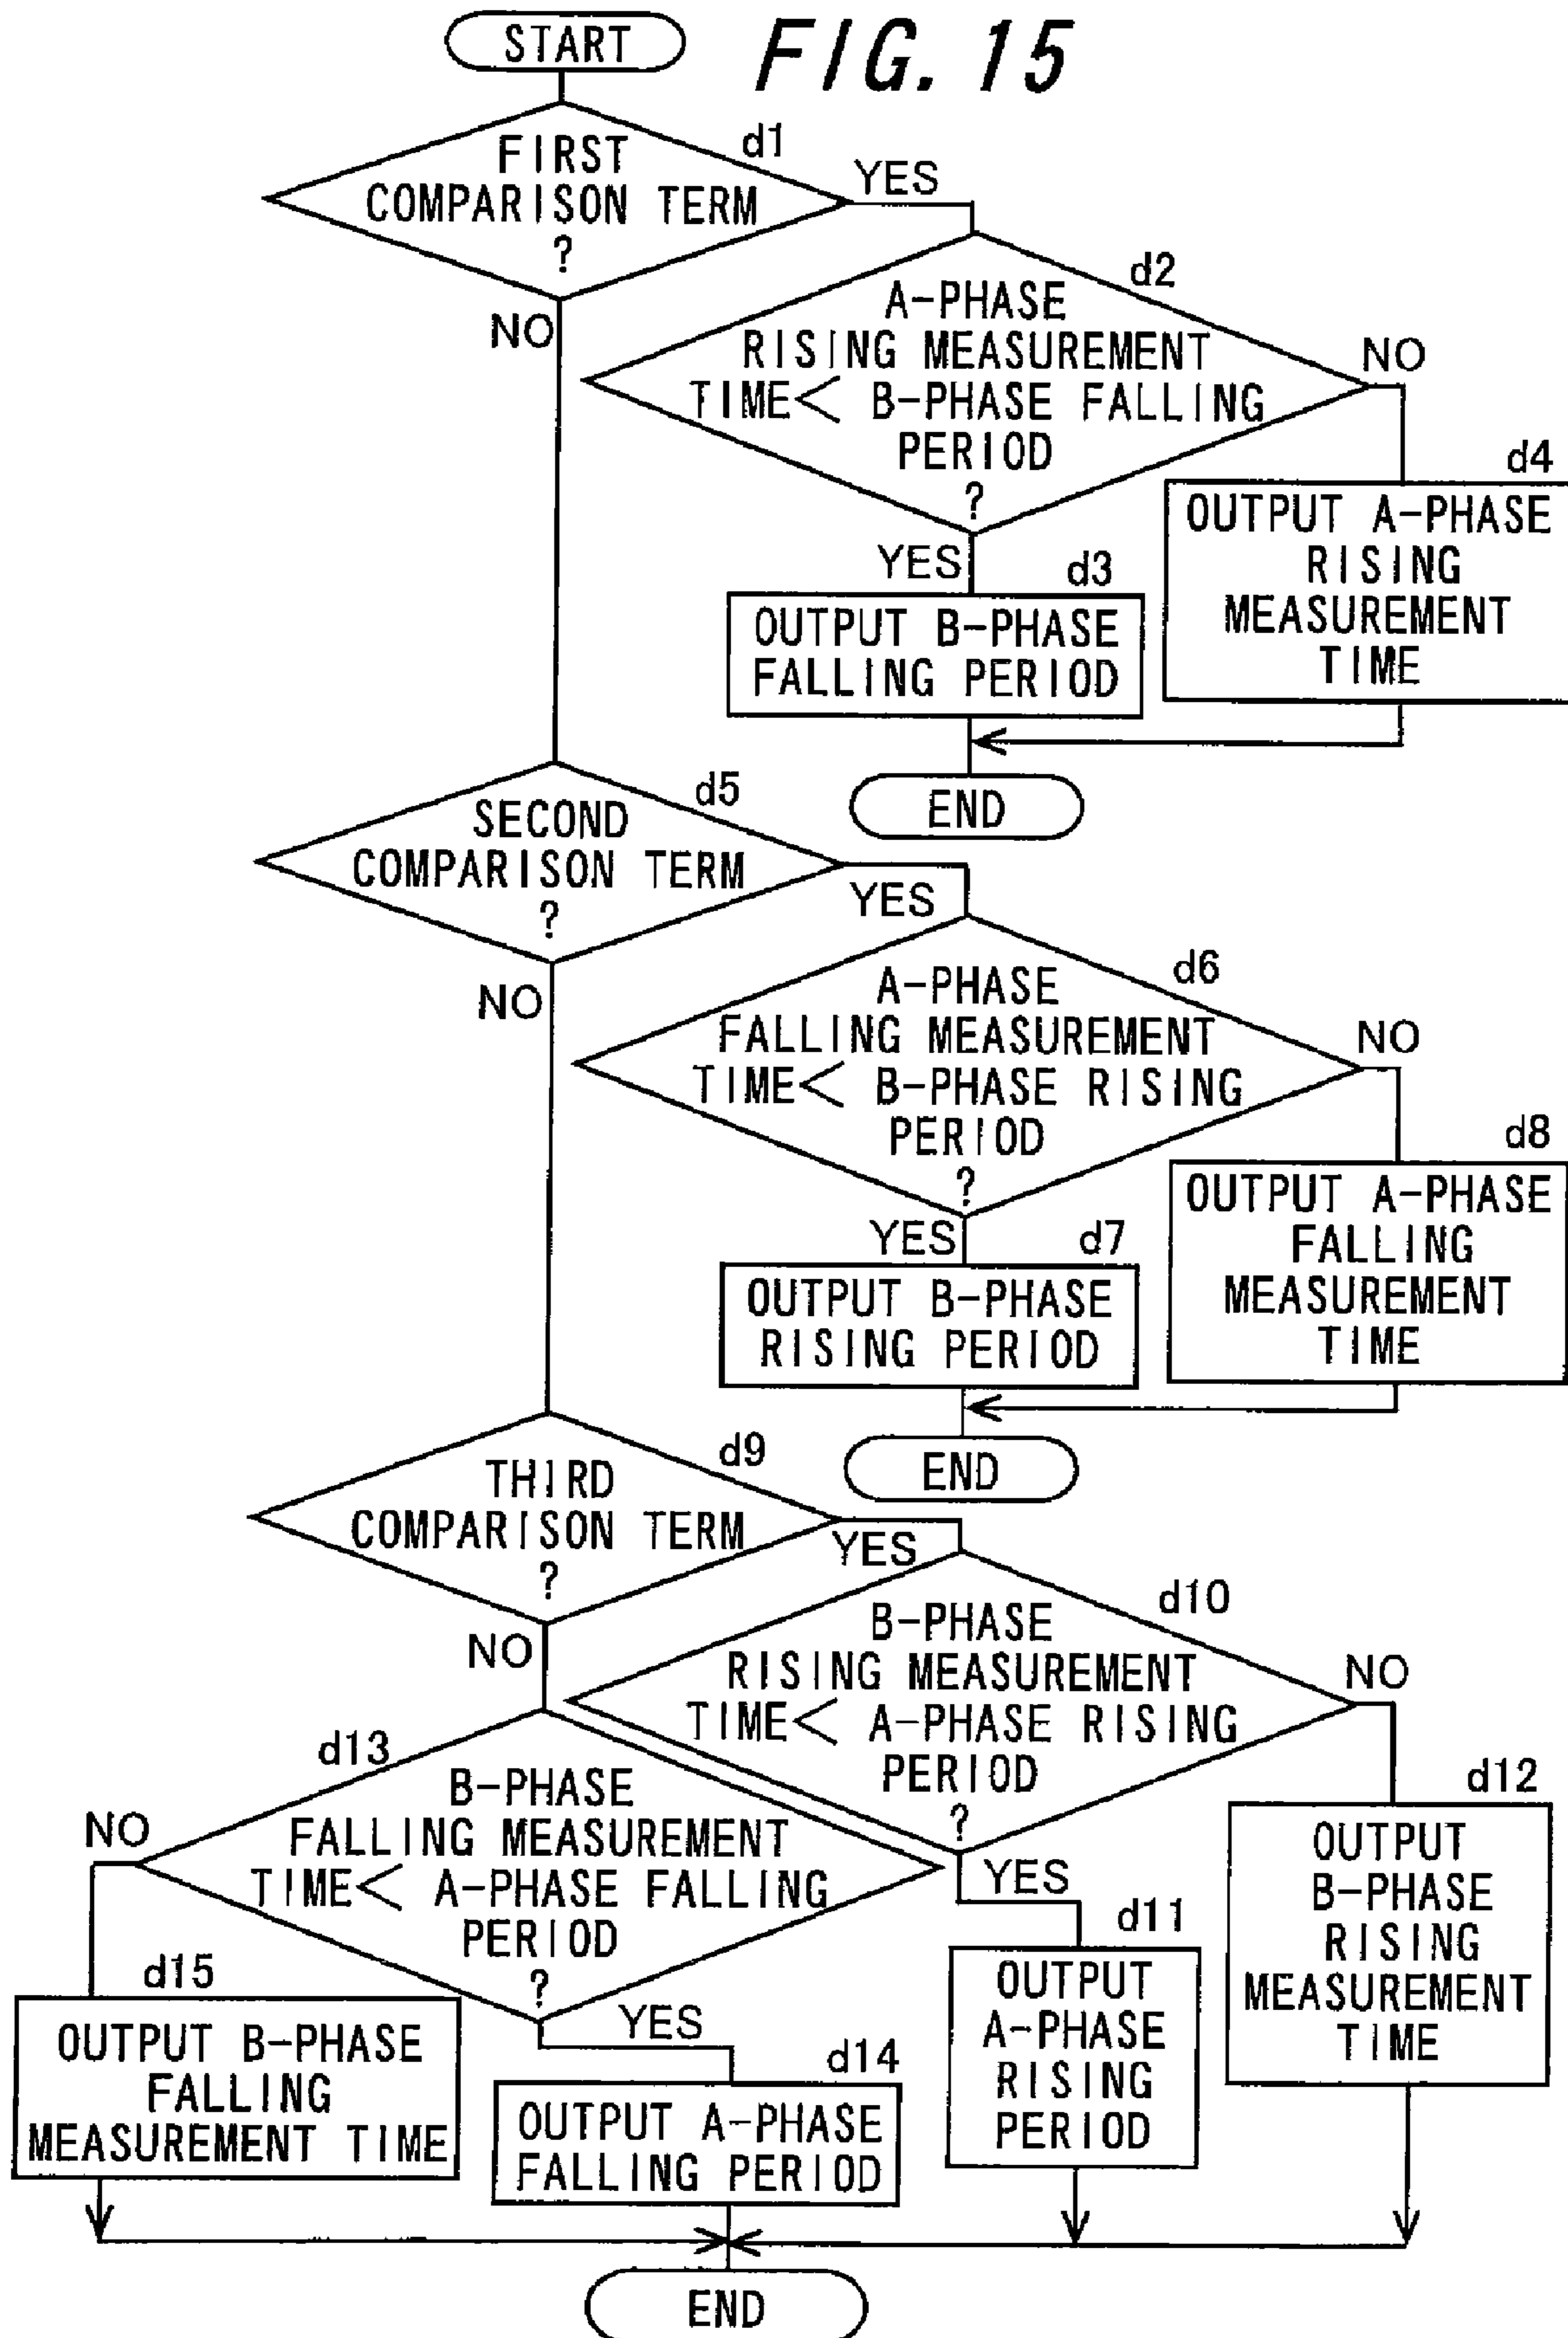 START
FIG. 15
d1
FIRST
COMPARISON TERM
?
YES
NO
d2
A-PHASE
RISING MEASUREMENT
TIME< B-PHASE FALLING
PERIOD
?
NO
YES
d3
OUTPUT B-PHASE
FALLING PERIOD
d4
OUTPUT A-PHASE
RISING
MEASUREMENT
TIME
END
d5
SECOND
COMPARISON TERM
?
YES
NO
d6
A-PHASE
FALLING MEASUREMENT
TIME< B-PHASE RISING
PERIOD
?
NO
YES
d7
OUTPUT B-PHASE
RISING PERIOD
d8
OUTPUT A-PHASE
FALLING
MEASUREMENT
TIME
END
d9
THIRD
COMPARISON TERM
?
YES
NO
d10
B-PHASE
RISING MEASUREMENT
TIME< A-PHASE RISING
PERIOD
?
NO
YES
d11
OUTPUT
A-PHASE
RISING
PERIOD
d12
OUTPUT
B-PHASE
RISING
MEASUREMENT
TIME
d13
B-PHASE
FALLING MEASUREMENT
TIME< A-PHASE FALLING
PERIOD
?
NO
YES
d14
OUTPUT A-PHASE
FALLING PERIOD
d15
OUTPUT B-PHASE
FALLING
MEASUREMENT TIME
END